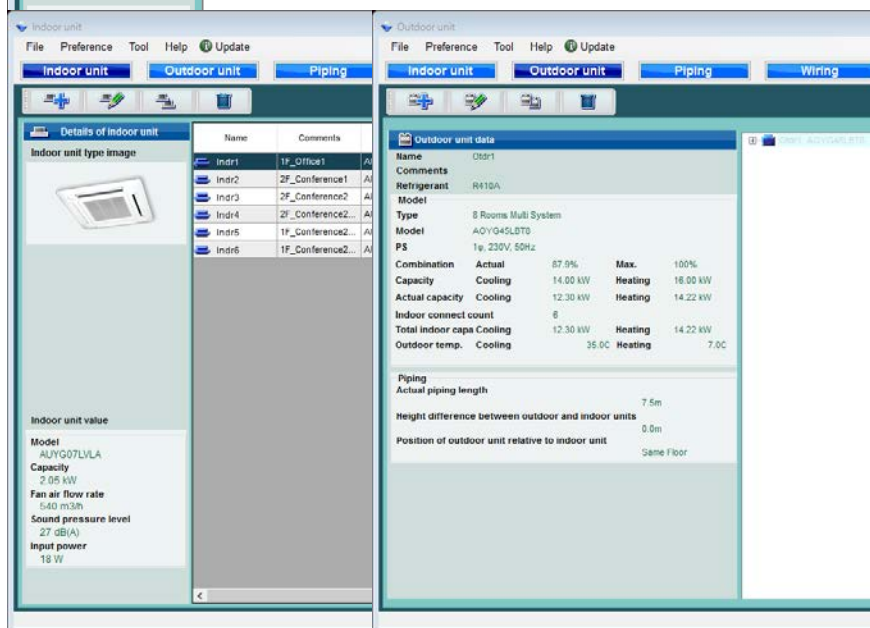 Indoor unit
File Preference Tool Help Update
Indoor unit Outdoor unit Piping
Details of indoor unit
Indoor unit type image
Name Comments
Indr1 1F_Office1
Indr2 2F_Conference1
Indr3 2F_Conference2
Indr4 2F_Conference2...
Indr5 1F_Conference2...
Indr6 1F_Conference2...
Indoor unit value
Model
AUYG07LVLA
Capacity
2.05 kW
Fan air flow rate
540 m3/h
Sound pressure level
27 dB(A)
Input power
18 W
Outdoor unit
File Preference Tool Help Update
Indoor unit Outdoor unit Piping Wiring
Outdoor unit data
Name Otdr1
Comments
Refrigerant R410A
Model
Type 8 Rooms Multi System
Model AOYG45LBT8
PS 1φ, 230V, 50Hz
Combination Actual 87.9% Max. 100%
Capacity Cooling 14.00 kW Heating 16.00 kW
Actual capacity Cooling 12.30 kW Heating 14.22 kW
Indoor connect count 6
Total indoor capa Cooling 12.30 kW Heating 14.22 kW
Outdoor temp. Cooling 35.0C Heating 7.0C
Piping
Actual piping length
7.5m
Height difference between outdoor and indoor units
0.0m
Position of outdoor unit relative to indoor unit
Same Floor